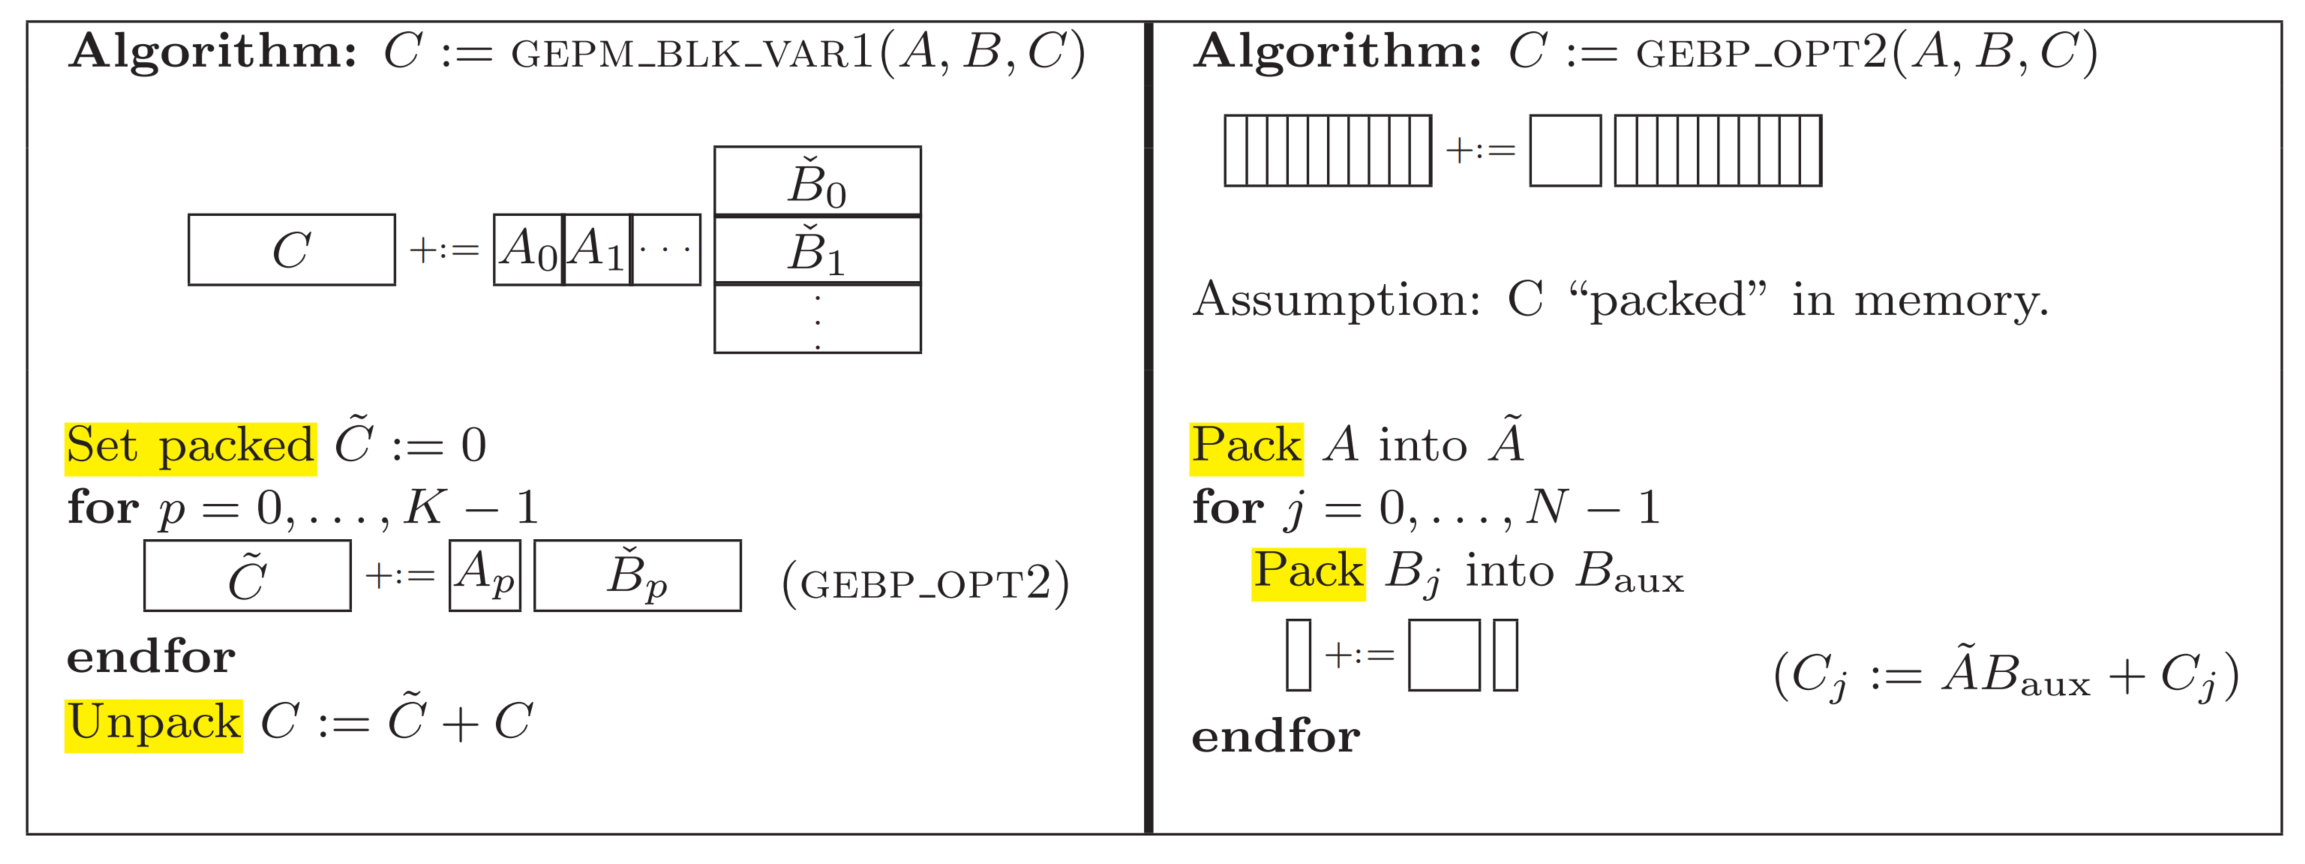 Algorithm: C := GEPM_BLK_VAR1(A, B, C)
B̌0
C +:= A0 A1 · · · B̌1
.
.
.
Set packed C̃ := 0
for p = 0, . . . , K − 1
C̃ +:= Ap B̌p (GEBP_OPT2)
endfor
Unpack C := C̃ + C
Algorithm: C := GEBP_OPT2(A, B, C)
+:=
Assumption: C “packed” in memory.
Pack A into Ã
for j = 0, . . . , N − 1
Pack Bj into Baux
+:= (Cj := ÃBaux + Cj)
endfor